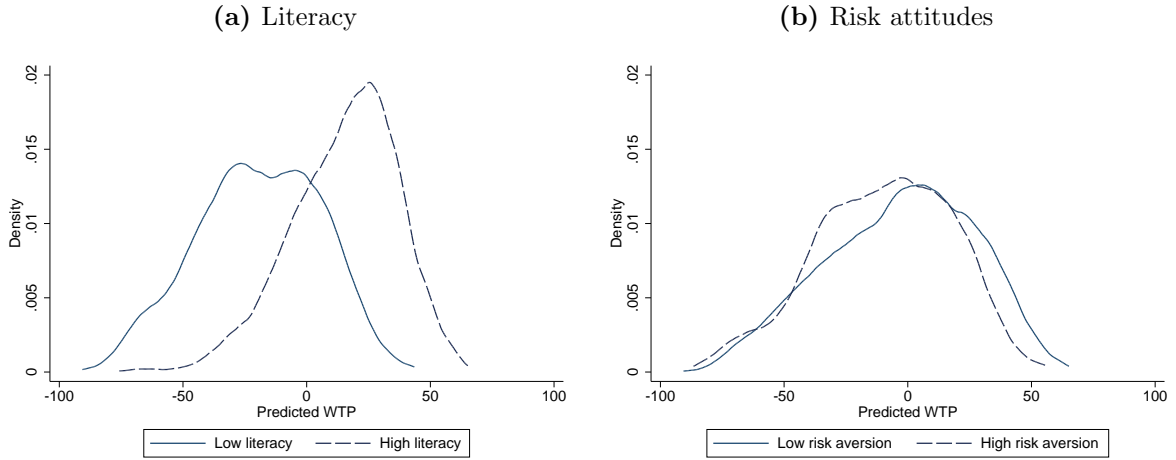 (a) Literacy
(b) Risk attitudes
.02
.015
.01
.005
0
Density
-100 -50 0 50 100
Predicted WTP
Low literacy High literacy
.02
.015
.01
.005
0
Density
-100 -50 0 50 100
Predicted WTP
Low risk aversion High risk aversion